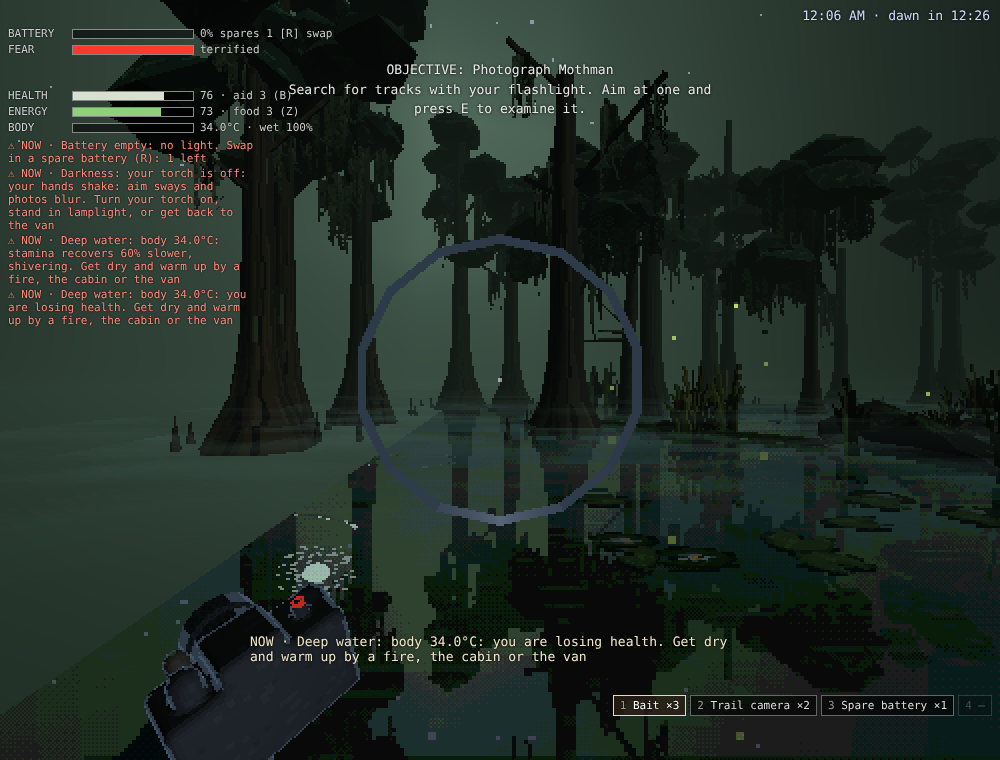 12:06 AM · dawn in 12:26
BATTERY 0% spares 1 [R] swap
FEAR terrified
OBJECTIVE: Photograph Mothman
Search for tracks with your flashlight. Aim at one and
press E to examine it.
HEALTH 76 · aid 3 (B)
ENERGY 73 · food 3 (Z)
BODY 34.0°C · wet 100%
⚠ NOW · Battery empty: no light. Swap
in a spare battery (R): 1 left
⚠ NOW · Darkness: your torch is off:
your hands shake: aim sways and
photos blur. Turn your torch on,
stand in lamplight, or get back to
the van
⚠ NOW · Deep water: body 34.0°C:
stamina recovers 60% slower,
shivering. Get dry and warm up by a
fire, the cabin or the van
⚠ NOW · Deep water: body 34.0°C: you
are losing health. Get dry and warm
up by a fire, the cabin or the van
NOW · Deep water: body 34.0°C: you are losing health. Get dry
and warm up by a fire, the cabin or the van
1 Bait ×3 2 Trail camera ×2 3 Spare battery ×1 4 —